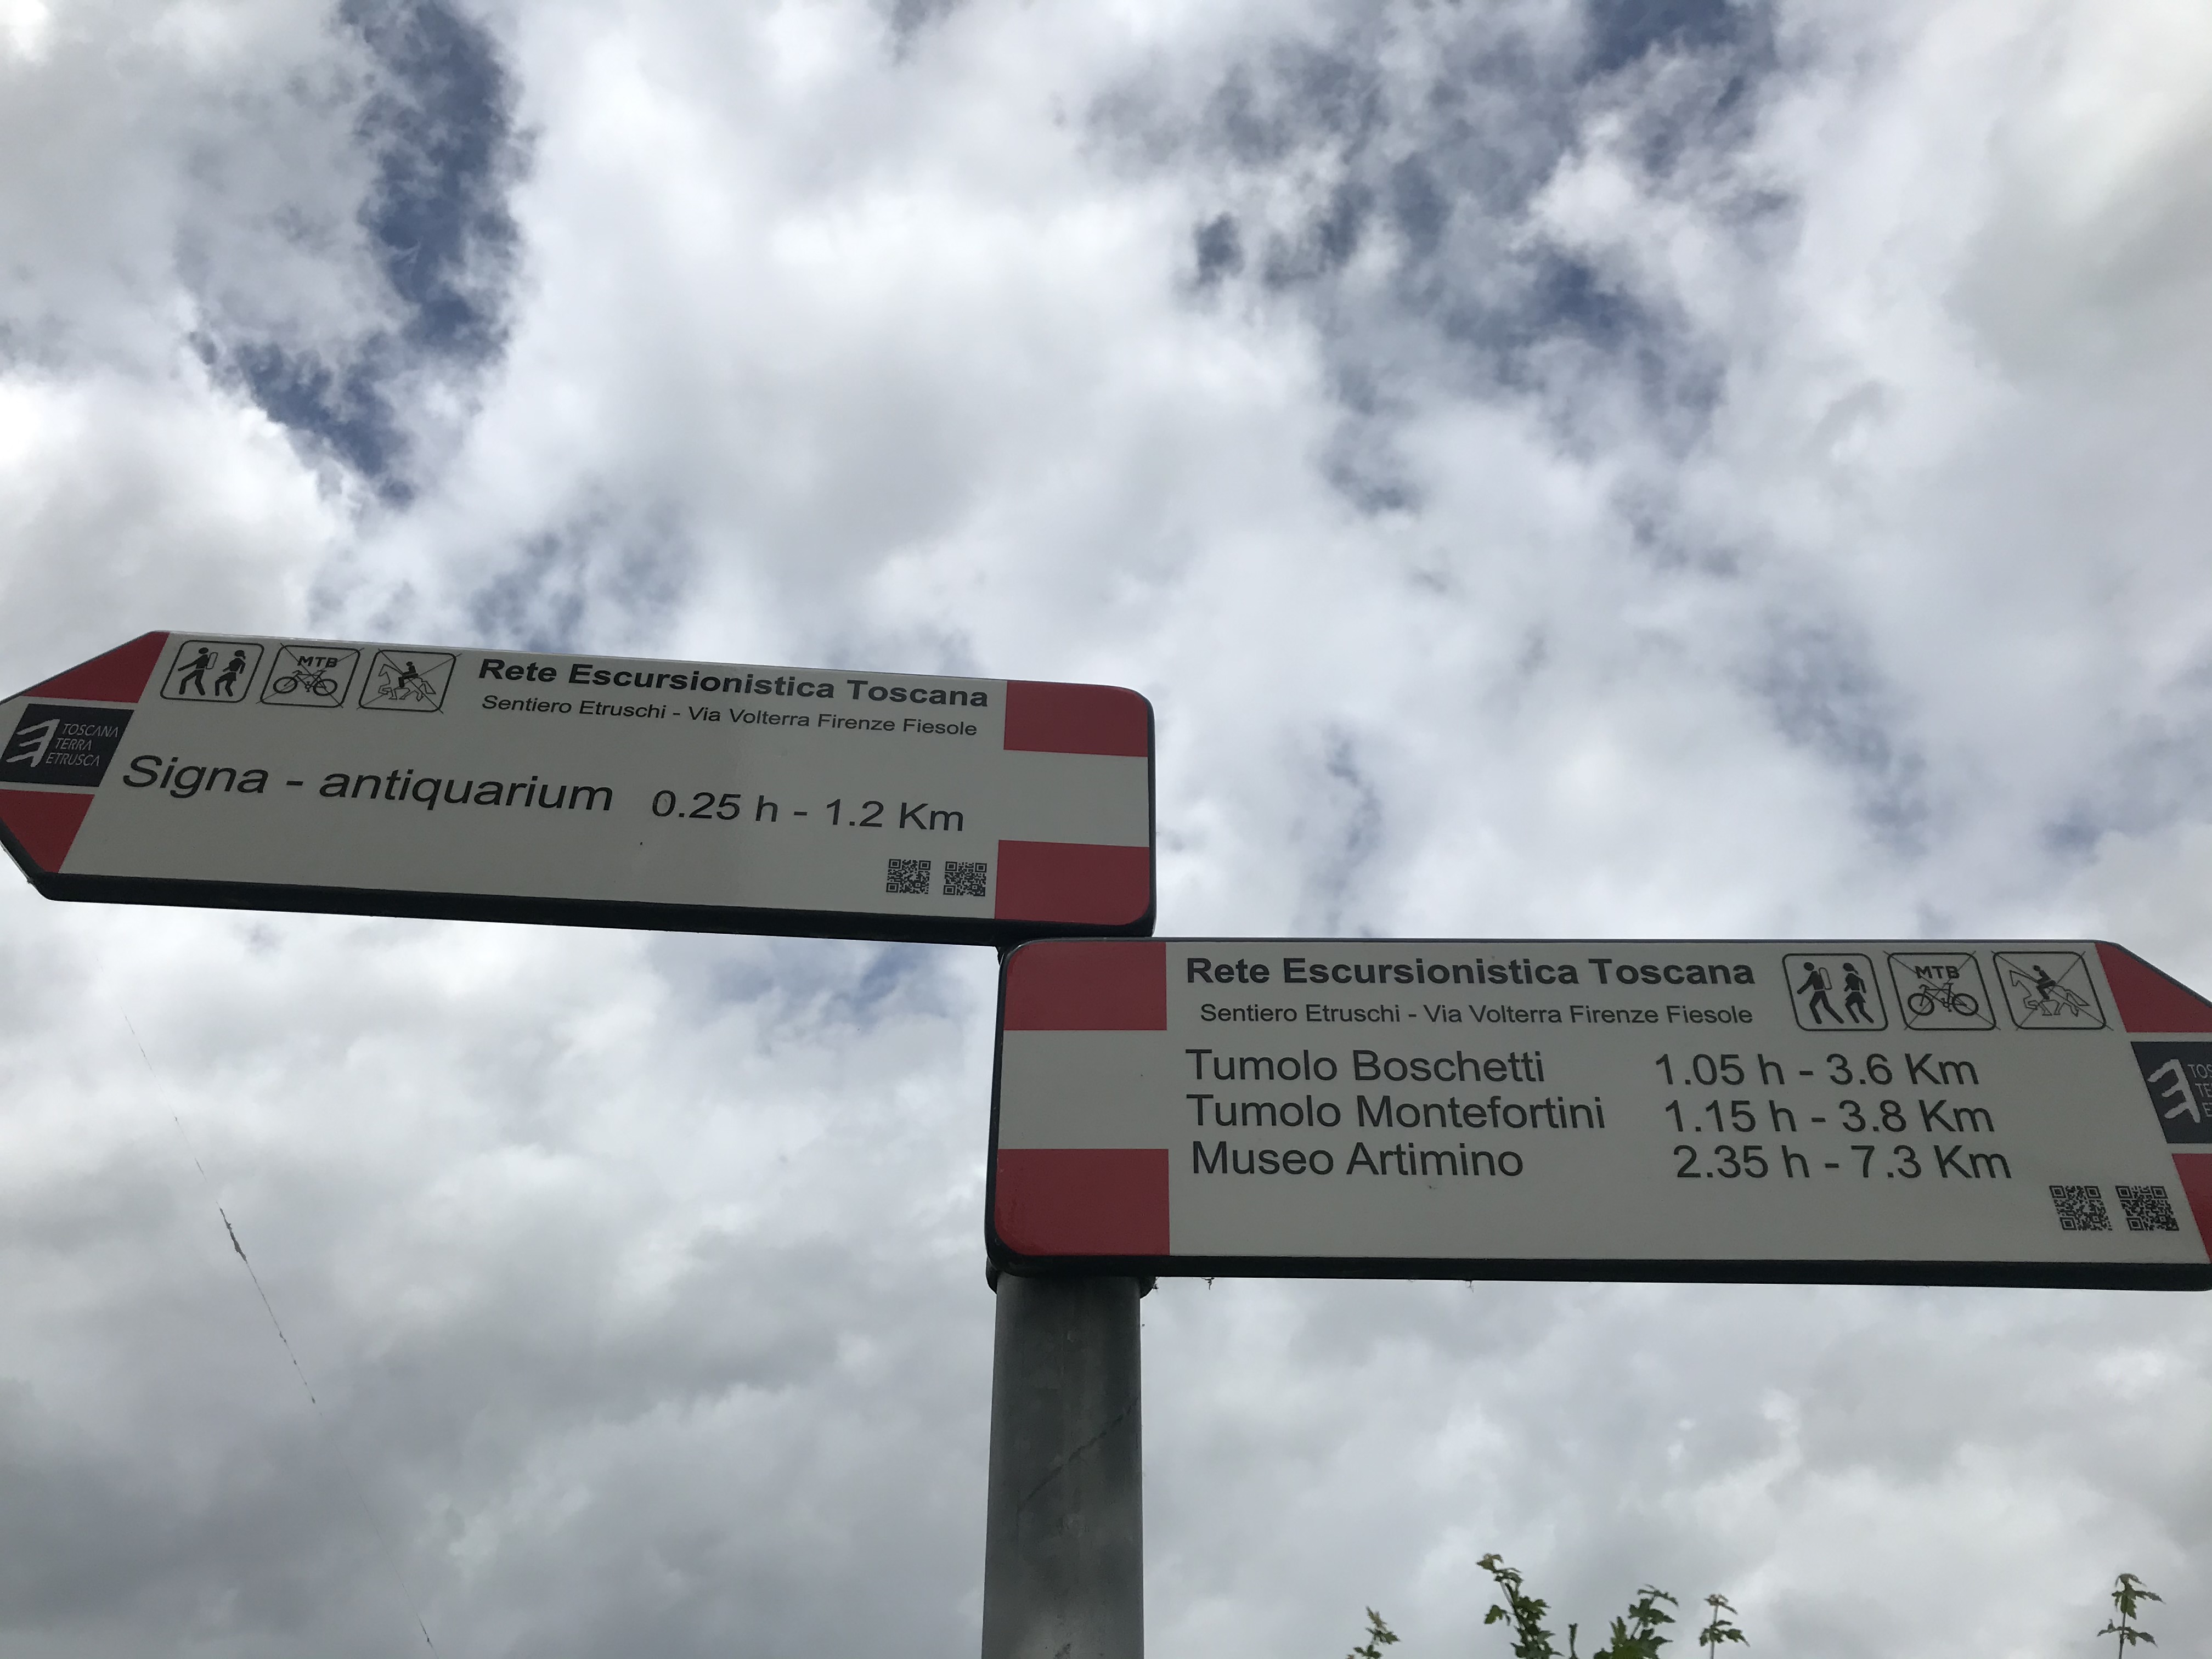 MTB
Rete Escursionistica Toscana
Sentiero Etruschi - Via Volterra Firenze Fiesole
TOSCANA
TERRA
ETRUSCA
Signa - antiquarium 0.25 h - 1.2 Km
Rete Escursionistica Toscana
MTB
Sentiero Etruschi - Via Volterra Firenze Fiesole
Tumolo Boschetti 1.05 h - 3.6 Km
Tumolo Montefortini 1.15 h - 3.8 Km
Museo Artimino 2.35 h - 7.3 Km